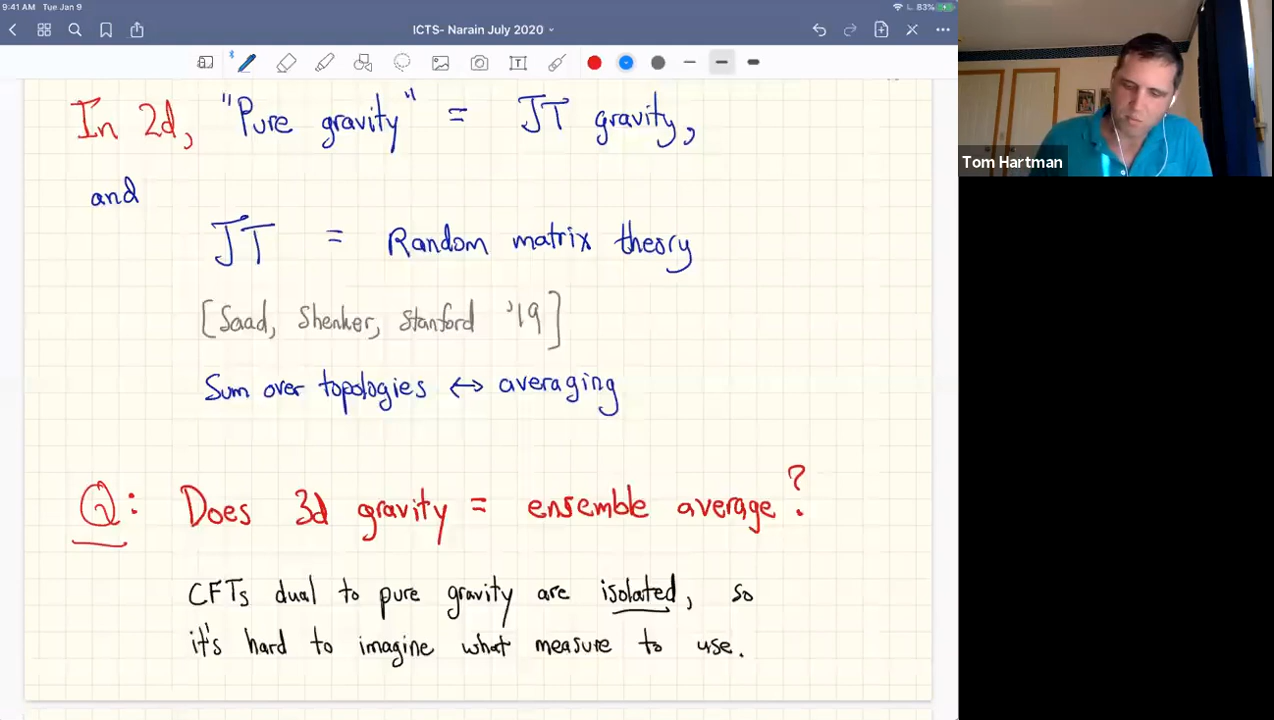 9:41 AM Tue Jan 9
83%
ICTS- Narain July 2020
In 2d, "Pure gravity" = JT gravity,
and
JT = Random matrix theory
[Saad, Shenker, Stanford '19]
Sum over topologies ↔ averaging
Q: Does 3d gravity = ensemble average?
CFTs dual to pure gravity are isolated, so
it's hard to imagine what measure to use.
Tom Hartman